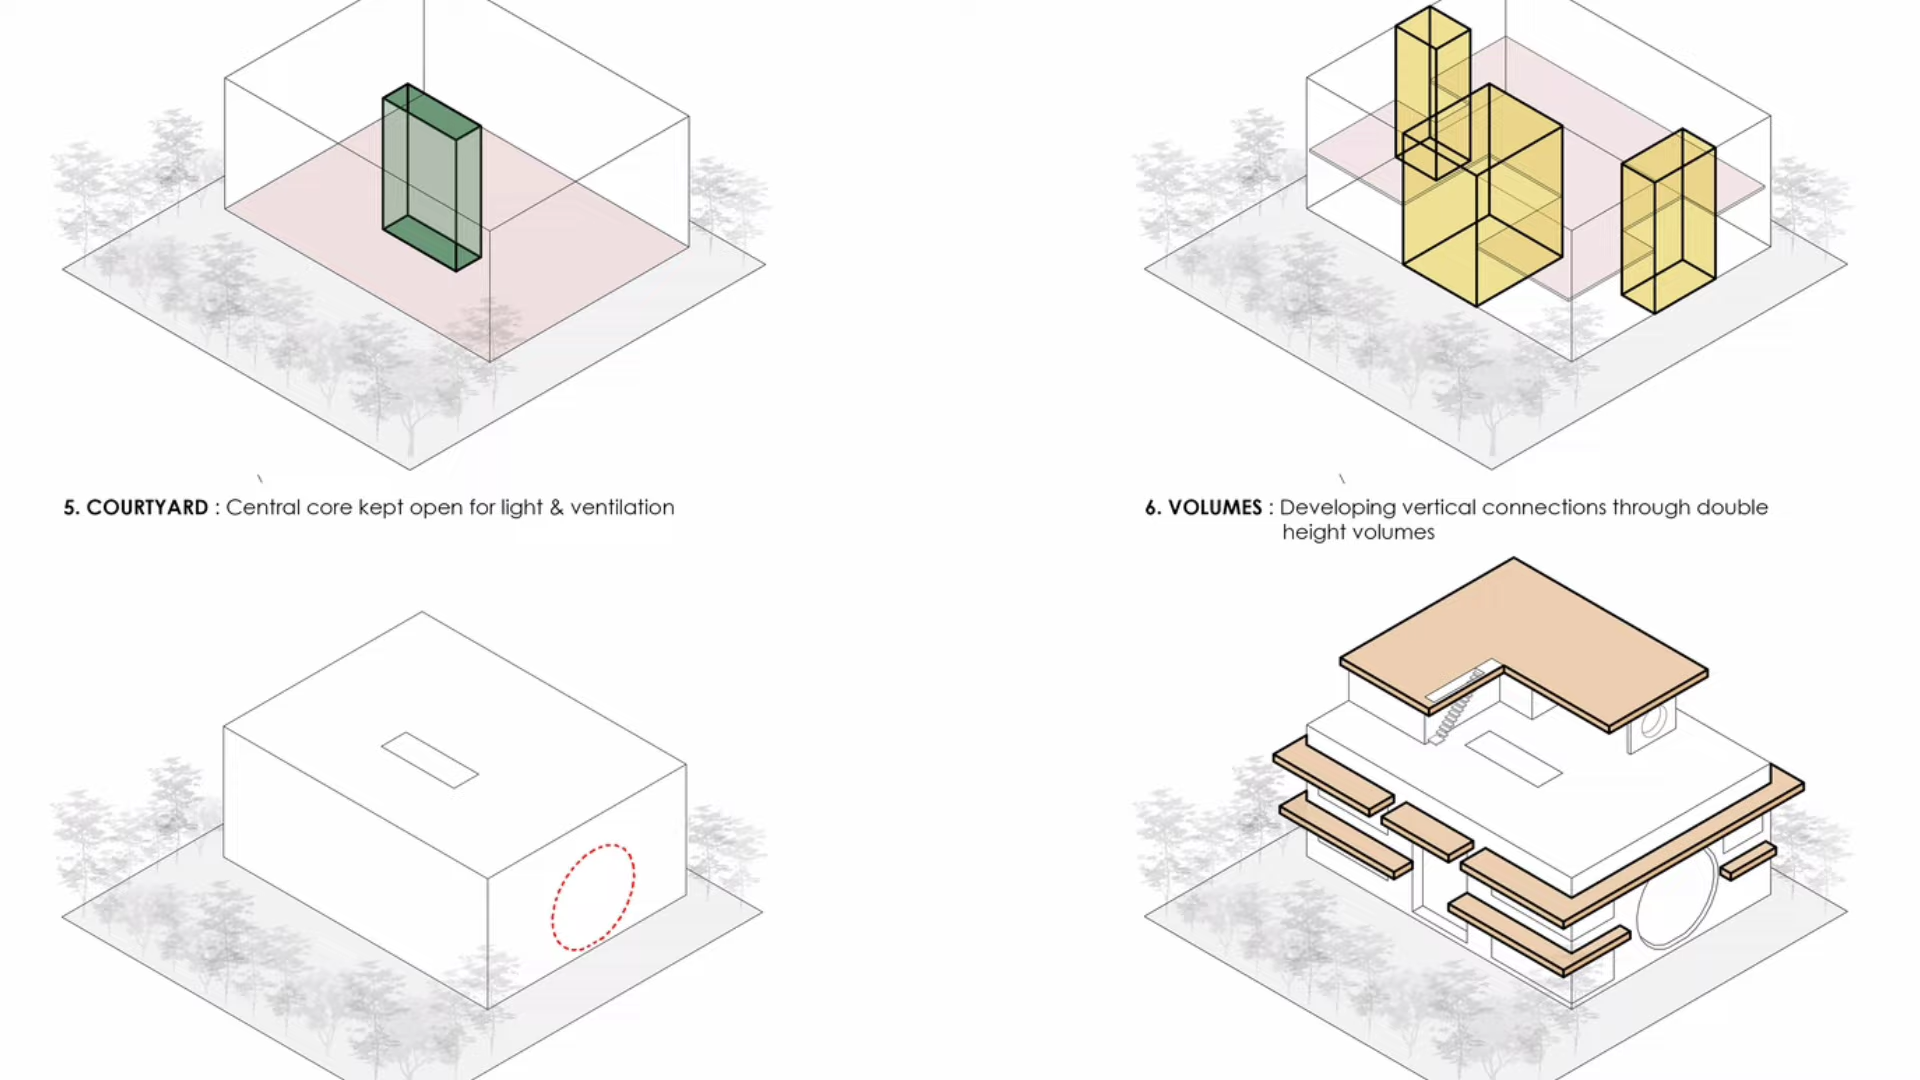 5. COURTYARD : Central core kept open for light & ventilation
6. VOLUMES : Developing vertical connections through double
height volumes